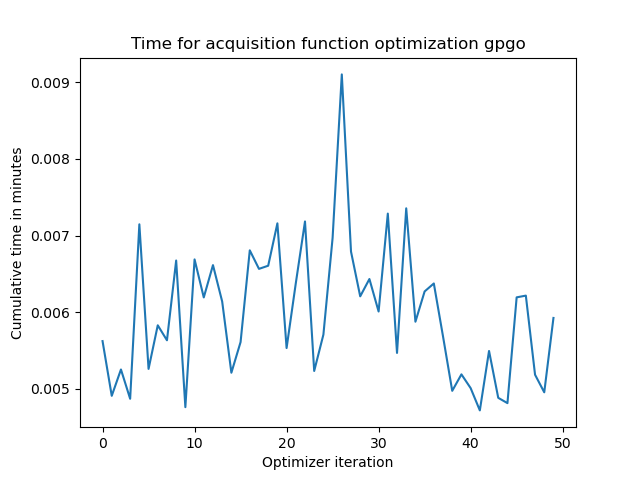 Time for acquisition function optimization gpgo
Cumulative time in minutes
0.009
0.008
0.007
0.006
0.005
0 10 20 30 40 50
Optimizer iteration